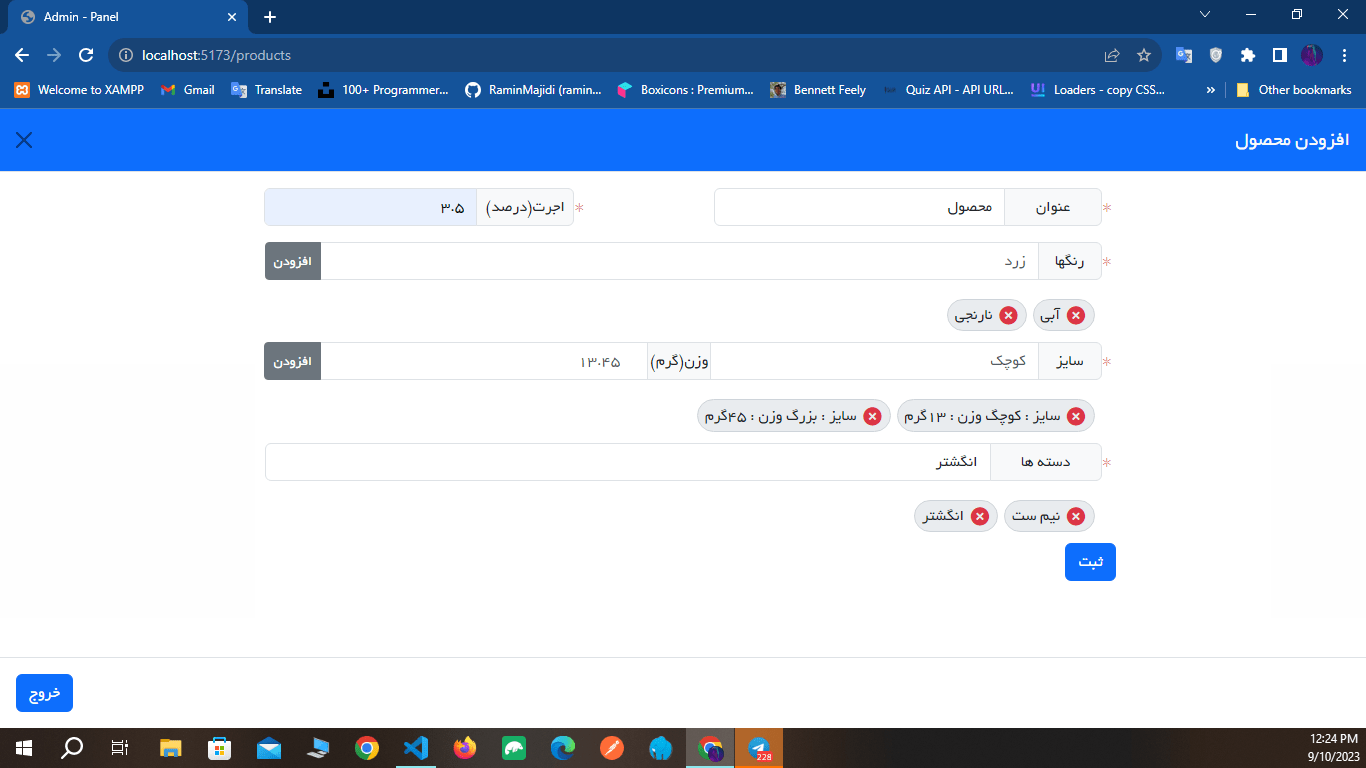 Admin - Panel
localhost:5173/products
Welcome to XAMPP
Gmail
Translate
100+ Programmer...
RaminMajidi (ramin...
Boxicons : Premium...
Bennett Feely
Quiz API - API URL...
Loaders - copy CSS...
»
Other bookmarks
افزودن محصول
* عنوان محصول
* اجرت(درصد) ۳.۵
* رنگها زرد افزودن
آبی نارنجی
* سایز کوچک وزن(گرم) ۱۳.۴۵ افزودن
سایز : کوچگ وزن : ۱۳گرم سایز : بزرگ وزن : ۴۵گرم
* دسته ها انگشتر
نیم ست انگشتر
ثبت
خروج
228
12:24 PM
9/10/2023